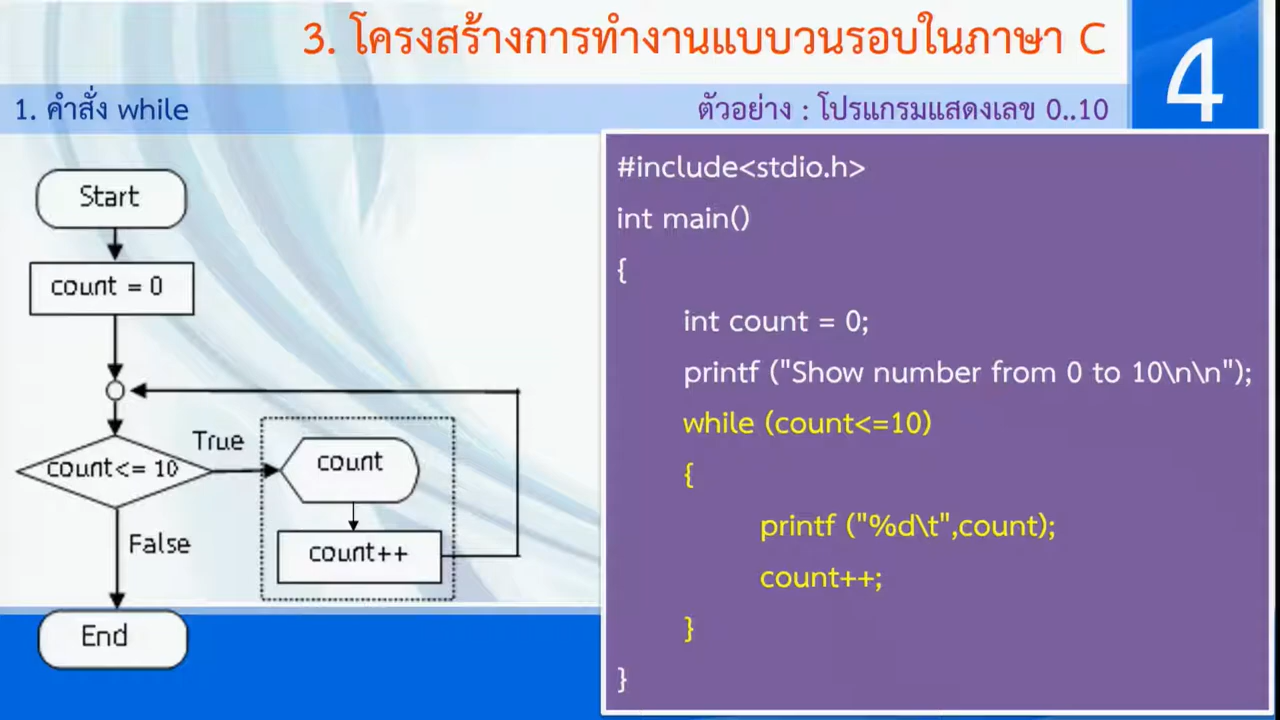 3. โครงสร้างการทำงานแบบวนรอบในภาษา C
4
1. คำสั่ง while
ตัวอย่าง : โปรแกรมแสดงเลข 0..10
Start
count = 0
count<= 10
True
count
count++
False
End
#include<stdio.h>
int main()
{
int count = 0;
printf ("Show number from 0 to 10\n\n");
while (count<=10)
{
printf ("%d\t",count);
count++;
}
}